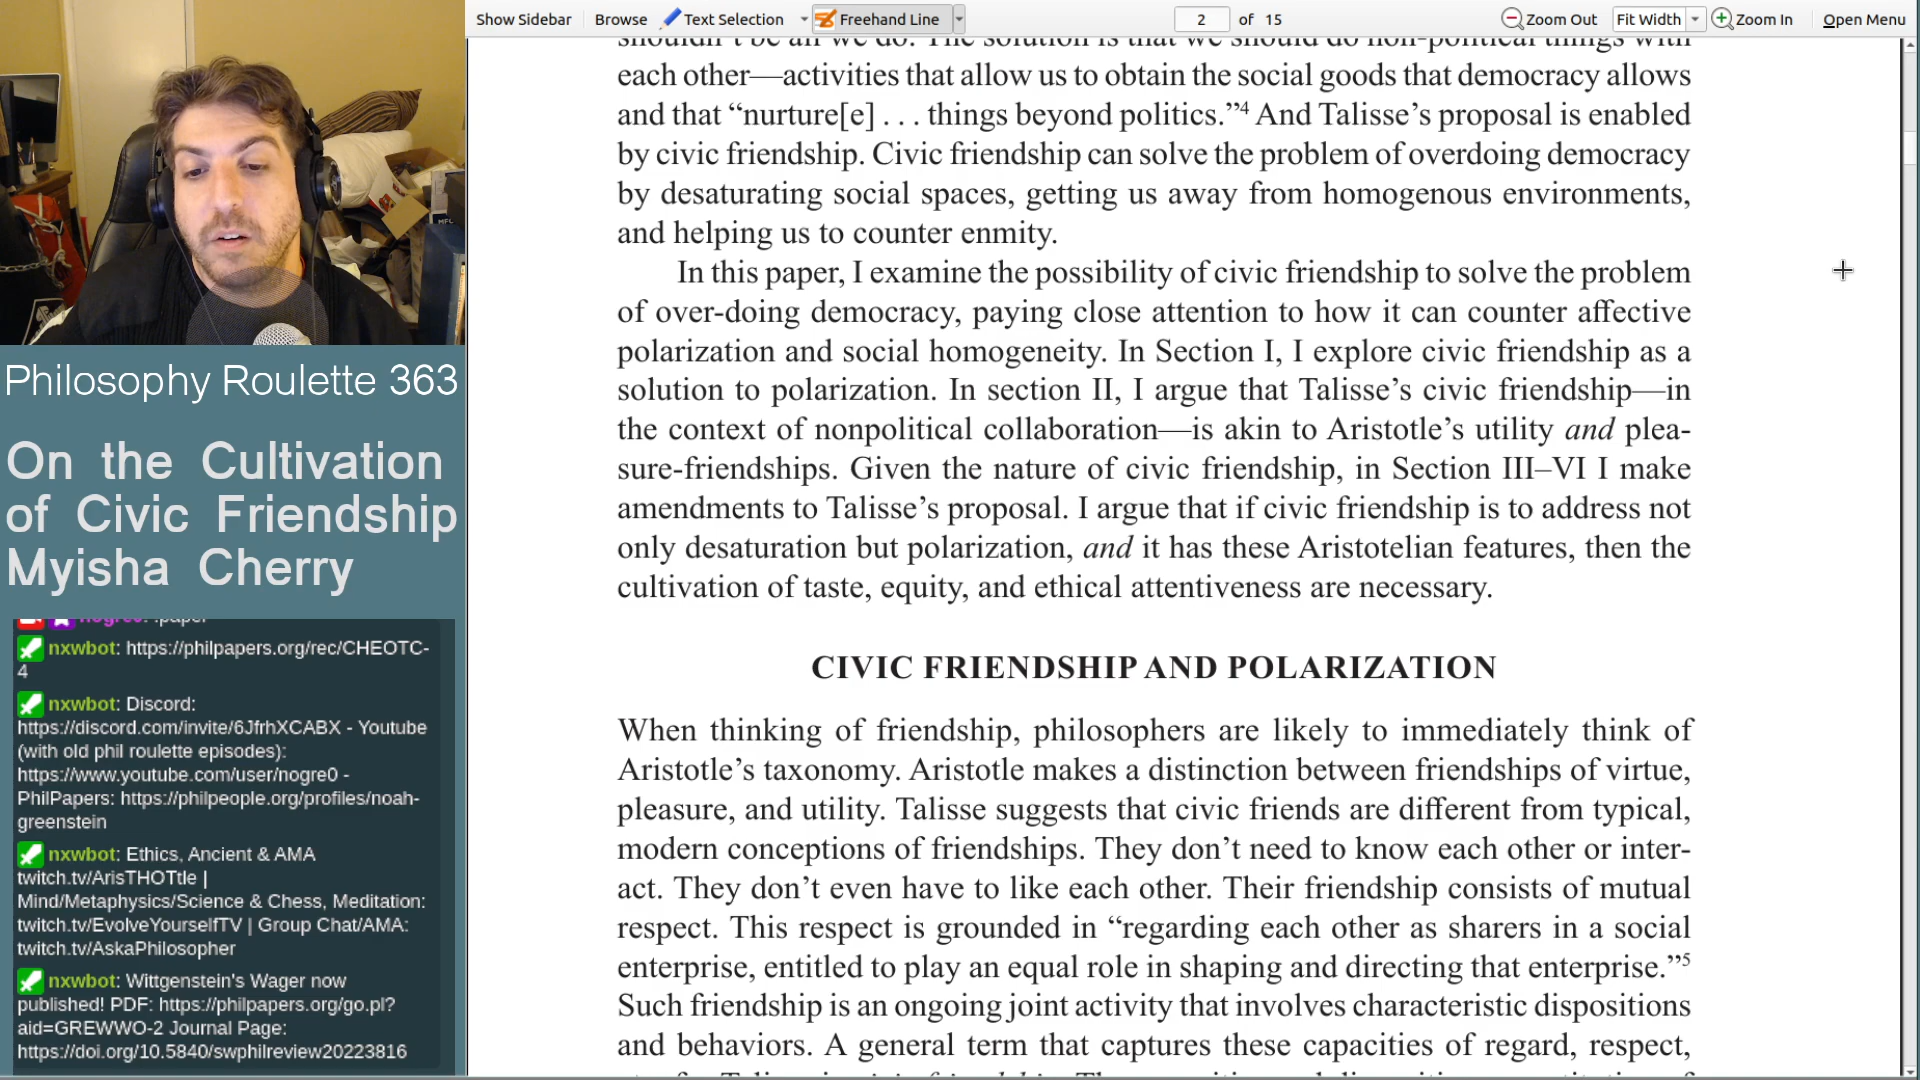 Show Sidebar Browse Text Selection Freehand Line 2 of 15 Zoom Out Fit Width Zoom In Open Menu
shouldn't be all we do. The solution is that we should do non-political things with
each other—activities that allow us to obtain the social goods that democracy allows
and that “nurture[e] . . . things beyond politics.”4 And Talisse’s proposal is enabled
by civic friendship. Civic friendship can solve the problem of overdoing democracy
by desaturating social spaces, getting us away from homogenous environments,
and helping us to counter enmity.
In this paper, I examine the possibility of civic friendship to solve the problem
of over-doing democracy, paying close attention to how it can counter affective
polarization and social homogeneity. In Section I, I explore civic friendship as a
solution to polarization. In section II, I argue that Talisse’s civic friendship—in
the context of nonpolitical collaboration—is akin to Aristotle’s utility and plea-
sure-friendships. Given the nature of civic friendship, in Section III–VI I make
amendments to Talisse’s proposal. I argue that if civic friendship is to address not
only desaturation but polarization, and it has these Aristotelian features, then the
cultivation of taste, equity, and ethical attentiveness are necessary.
CIVIC FRIENDSHIP AND POLARIZATION
When thinking of friendship, philosophers are likely to immediately think of
Aristotle’s taxonomy. Aristotle makes a distinction between friendships of virtue,
pleasure, and utility. Talisse suggests that civic friends are different from typical,
modern conceptions of friendships. They don’t need to know each other or inter-
act. They don’t even have to like each other. Their friendship consists of mutual
respect. This respect is grounded in “regarding each other as sharers in a social
enterprise, entitled to play an equal role in shaping and directing that enterprise.”5
Such friendship is an ongoing joint activity that involves characteristic dispositions
and behaviors. A general term that captures these capacities of regard, respect,
Philosophy Roulette 363
On the Cultivation
of Civic Friendship
Myisha Cherry
nogre0: !paper
nxwbot: https://philpapers.org/rec/CHEOTC-
4
nxwbot: Discord:
https://discord.com/invite/6JfrhXCABX - Youtube
(with old phil roulette episodes):
https://www.youtube.com/user/nogre0 -
PhilPapers: https://philpeople.org/profiles/noah-
greenstein
nxwbot: Ethics, Ancient & AMA
twitch.tv/ArisTHOTtle |
Mind/Metaphysics/Science & Chess, Meditation:
twitch.tv/EvolveYourselfTV | Group Chat/AMA:
twitch.tv/AskaPhilosopher
nxwbot: Wittgenstein's Wager now
published! PDF: https://philpapers.org/go.pl?
aid=GREWWO-2 Journal Page:
https://doi.org/10.5840/swphilreview20223816